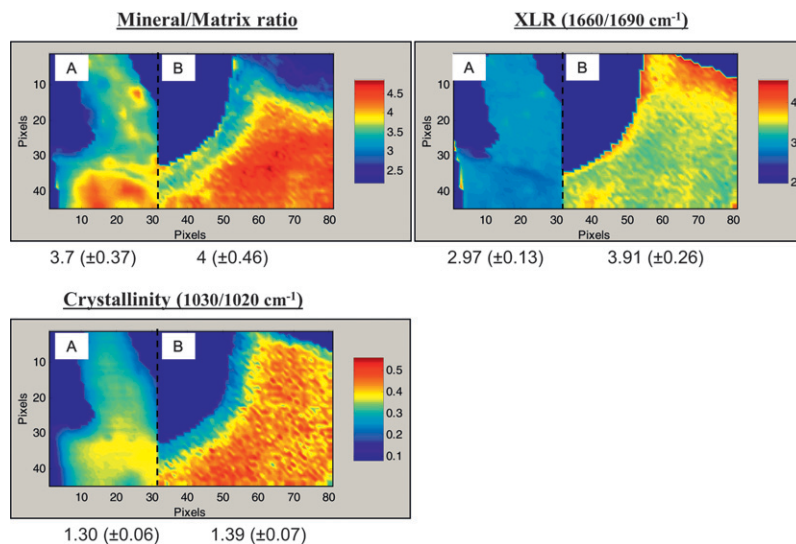 Mineral/Matrix ratio
A B
Pixels
10
20
30
40
10 20 30 40 50 60 70 80
Pixels
4.5
4
3.5
3
2.5
3.7 (±0.37) 4 (±0.46)
XLR (1660/1690 cm⁻¹)
A B
Pixels
10
20
30
40
10 20 30 40 50 60 70 80
Pixels
4
3
2
2.97 (±0.13) 3.91 (±0.26)
Crystallinity (1030/1020 cm⁻¹)
A B
Pixels
10
20
30
40
10 20 30 40 50 60 70 80
Pixels
0.5
0.4
0.3
0.2
0.1
1.30 (±0.06) 1.39 (±0.07)